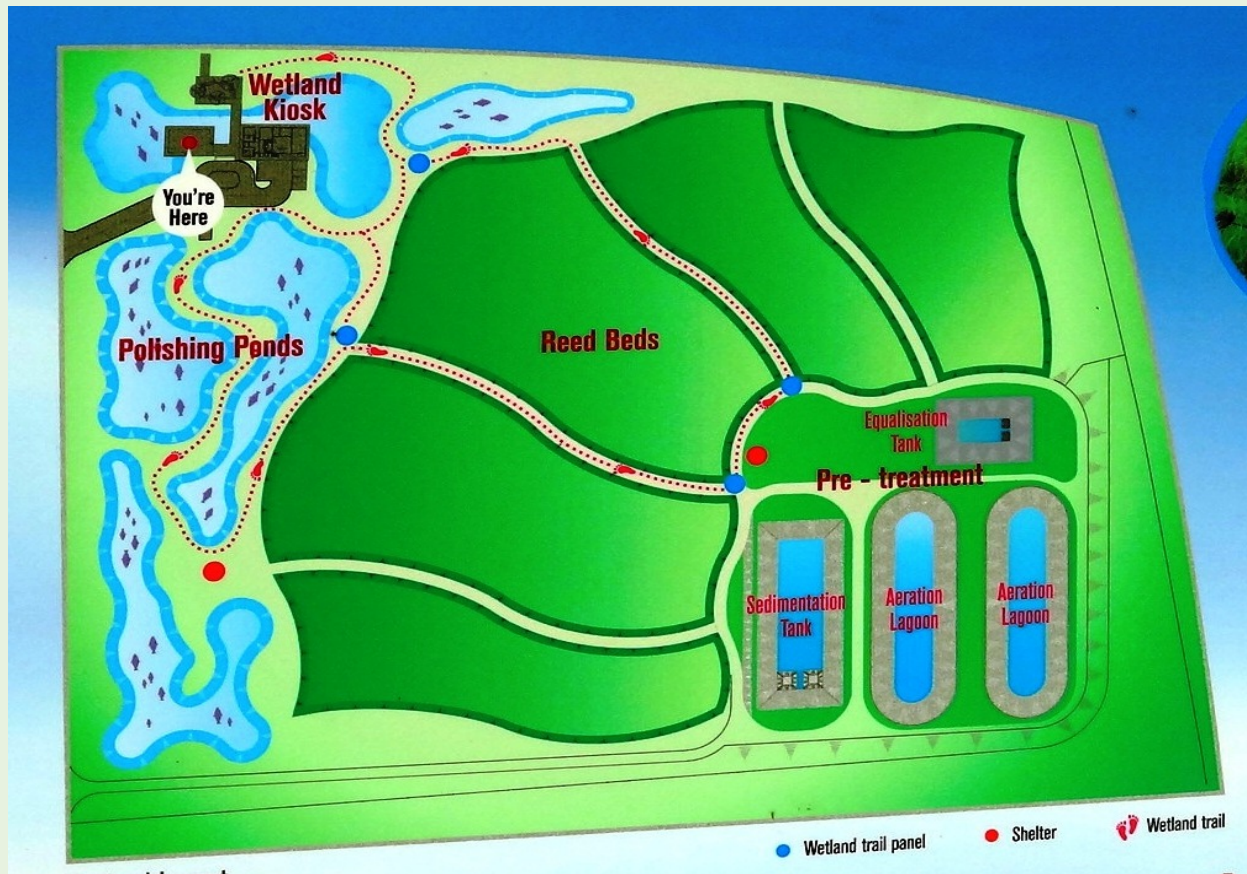 Wetland
Kiosk
You're
Here
Polishing Ponds
Reed Beds
Equalisation
Tank
Pre - treatment
Sedimentation
Tank
Aeration
Lagoon
Aeration
Lagoon
Wetland trail panel
Shelter
Wetland trail